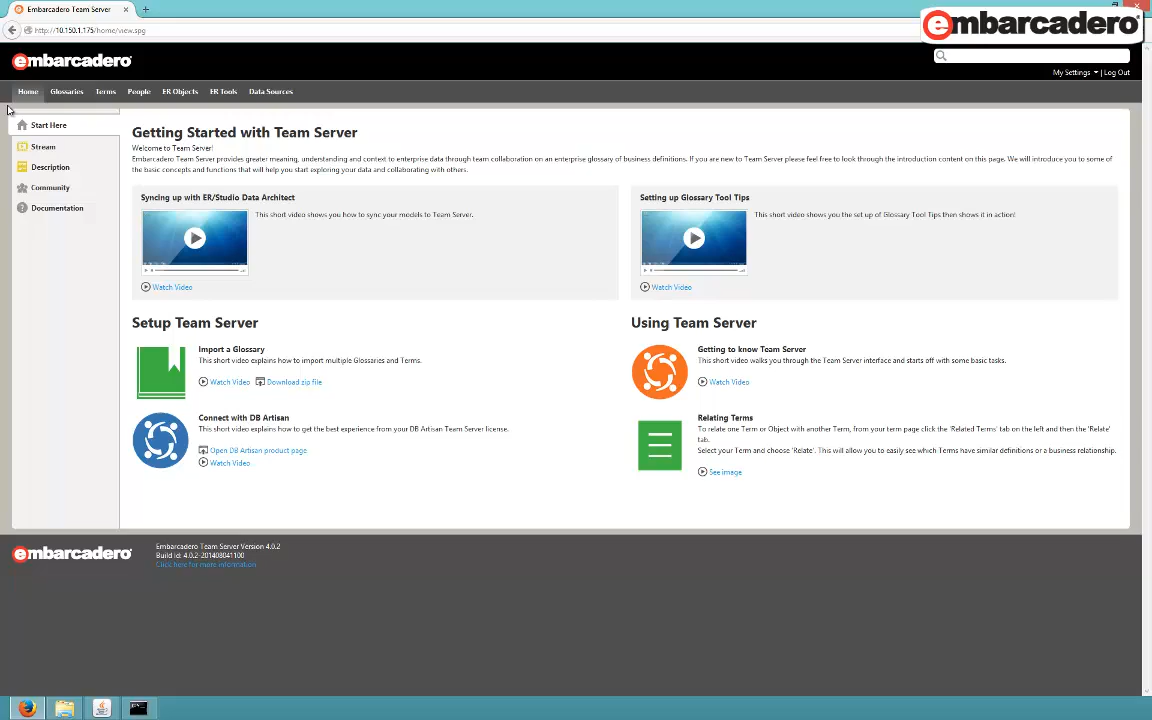 Embarcadero Team Server
http://10.150.1.175/home/view.spg
embarcadero
embarcadero
My Settings | Log Out
Home Glossaries Terms People ER Objects ER Tools Data Sources
Start Here
Stream
Description
Community
Documentation
Getting Started with Team Server
Welcome to Team Server!
Embarcadero Team Server provides greater meaning, understanding and context to enterprise data through team collaboration on an enterprise glossary of business definitions. If you are new to Team Server please feel free to look through the introduction content on this page. We will introduce you to some of
the basic concepts and functions that will help you start exploring your data and collaborating with others.
Syncing up with ER/Studio Data Architect
This short video shows you how to sync your models to Team Server.
Watch Video
Setting up Glossary Tool Tips
This short video shows you the set up of Glossary Tool Tips then shows it in action!
Watch Video
Setup Team Server
Import a Glossary
This short video explains how to import multiple Glossaries and Terms.
Watch Video Download zip file
Connect with DB Artisan
This short video explains how to get the best experience from your DB Artisan Team Server license.
Open DB Artisan product page
Watch Video
Using Team Server
Getting to know Team Server
This short video walks you through the Team Server interface and starts off with some basic tasks.
Watch Video
Relating Terms
To relate one Term or Object with another Term, from your term page click the 'Related Terms' tab on the left and then the 'Relate'
tab.
Select your Term and choose 'Relate'. This will allow you to easily see which Terms have similar definitions or a business relationship.
See image
embarcadero
Embarcadero Team Server Version 4.0.2
Build Id: 4.0.2-201408041100
Click here for more information